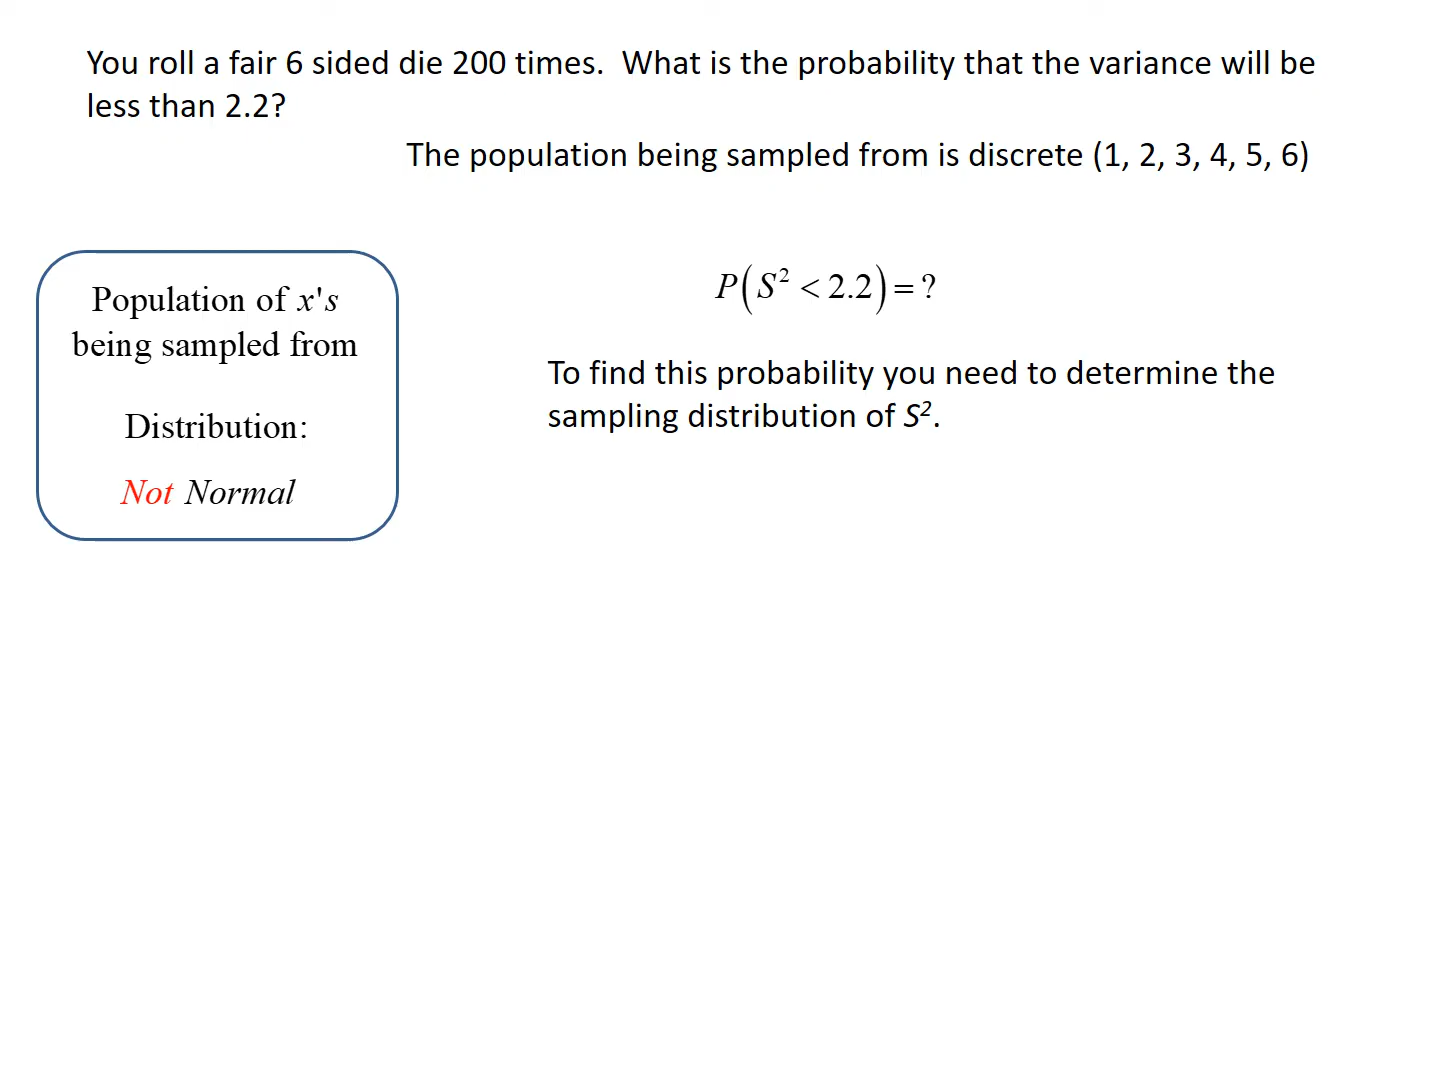 You roll a fair 6 sided die 200 times.  What is the probability that the variance will be
less than 2.2?
The population being sampled from is discrete (1, 2, 3, 4, 5, 6)
Population of x's
being sampled from
Distribution:
Not Normal
P(S² < 2.2) = ?
To find this probability you need to determine the
sampling distribution of S².